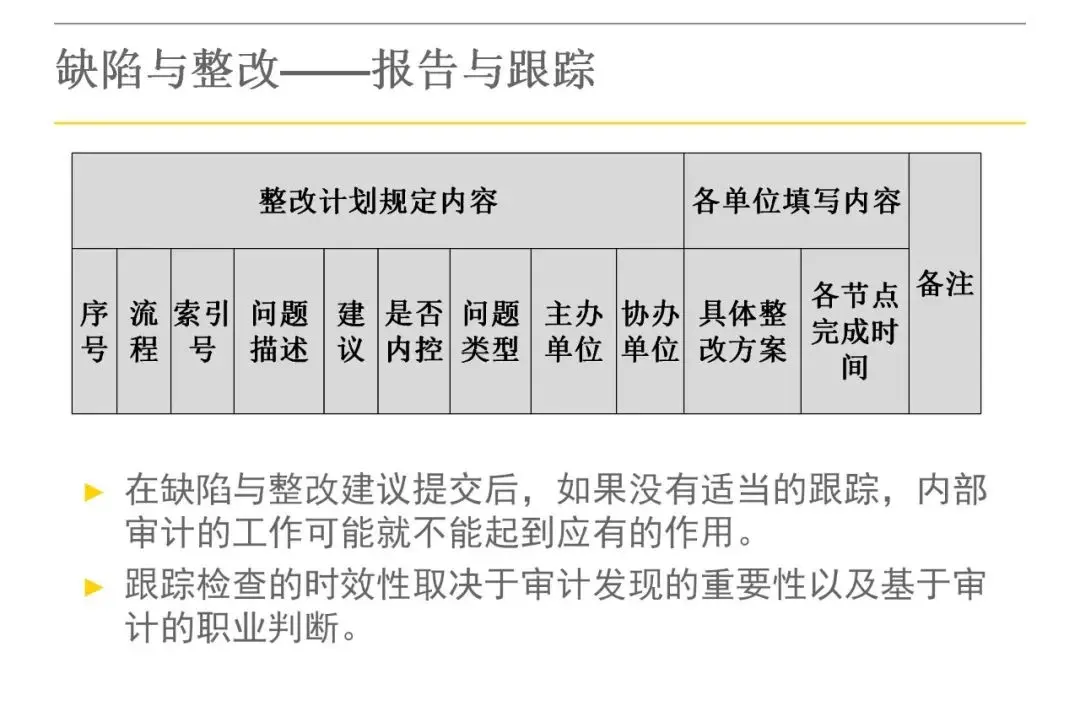 缺陷与整改——报告与跟踪
整改计划规定内容
各单位填写内容
备注
序号
流程
索引号
问题描述
建议
是否内控
问题类型
主办单位
协办单位
具体整改方案
各节点完成时间
在缺陷与整改建议提交后，如果没有适当的跟踪，内部
审计的工作可能就不能起到应有的作用。
跟踪检查的时效性取决于审计发现的重要性以及基于审
计的职业判断。